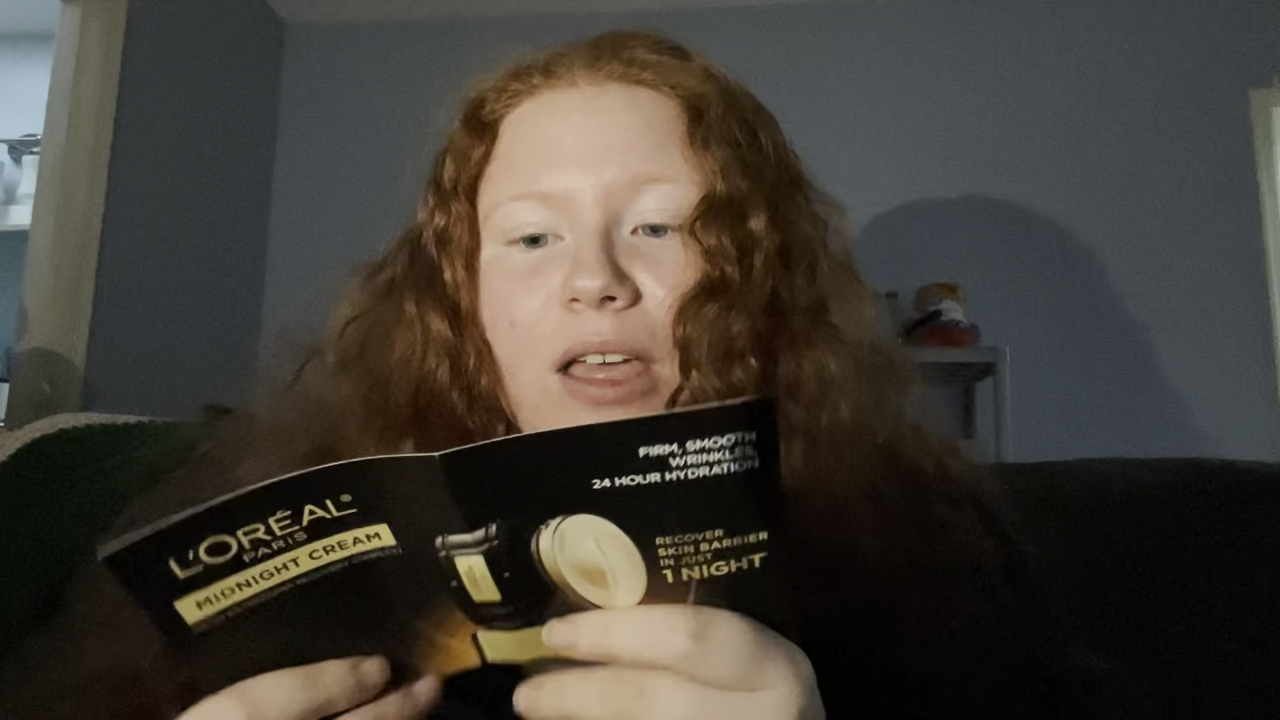 L'ORÉAL®
PARIS
MIDNIGHT CREAM
FIRM, SMOOTH
WRINKLES,
24 HOUR HYDRATION
RECOVER
SKIN BARRIER
IN JUST
1 NIGHT